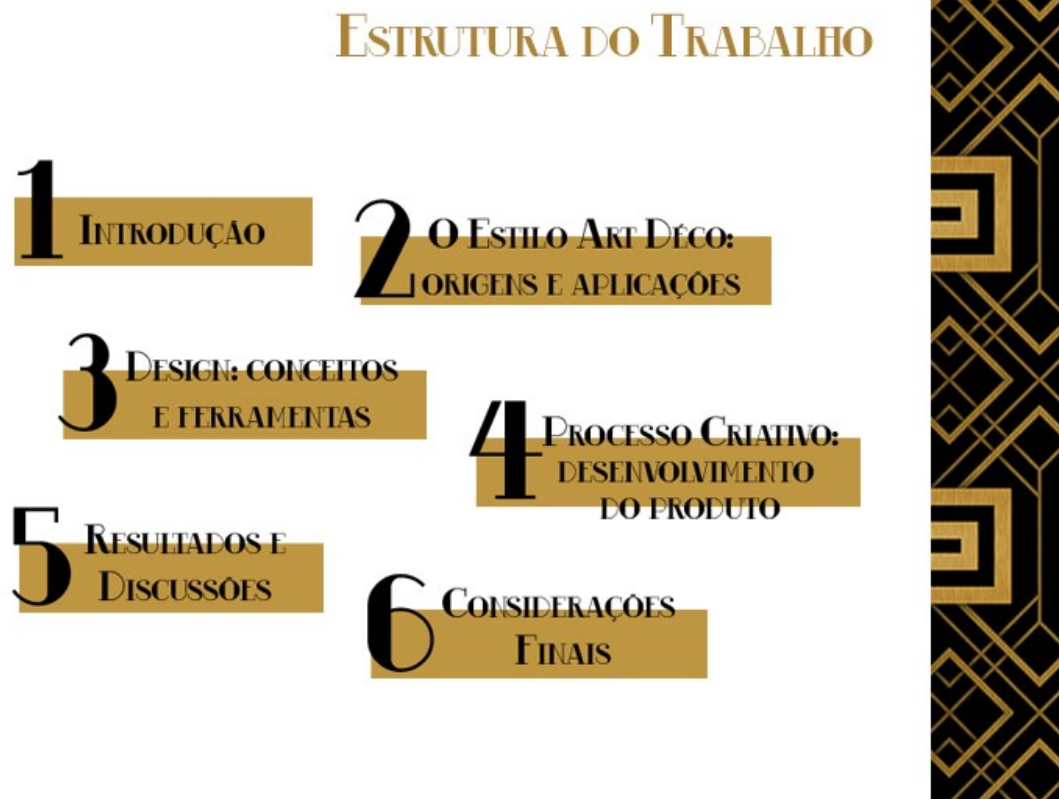 Estrutura do Trabalho
1 Introdução
2 O Estilo Art Déco:
origens e aplicações
3 Design: conceitos
e ferramentas
4 Processo Criativo:
desenvolvimento
do produto
5 Resultados e
Discussões
6 Considerações
Finais